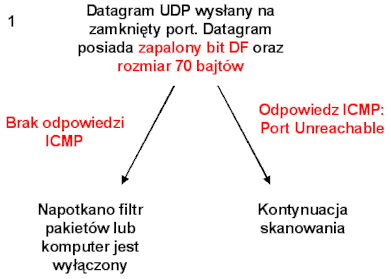 1
Datagram UDP wysłany na
zamknięty port. Datagram
posiada zapalony bit DF oraz
rozmiar 70 bajtów
Brak odpowiedzi
ICMP
Odpowiedz ICMP:
Port Unreachable
Napotkano filtr
pakietów lub
komputer jest
wyłączony
Kontynuacja
skanowania